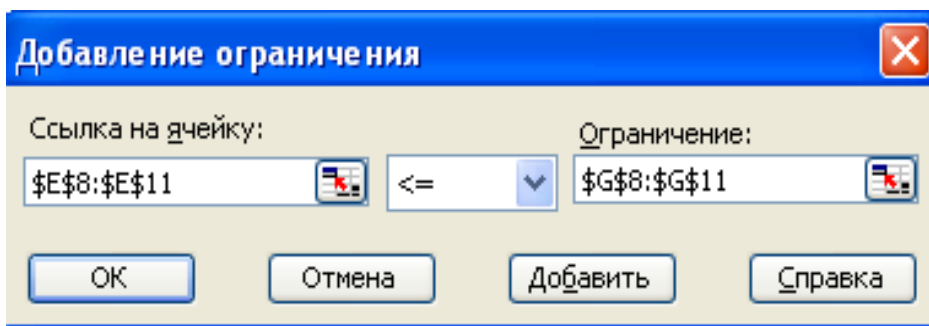 Добавление ограничения
Ссылка на ячейку:
Ограничение:
$E$8:$E$11
<=
$G$8:$G$11
ОК
Отмена
Добавить
Справка